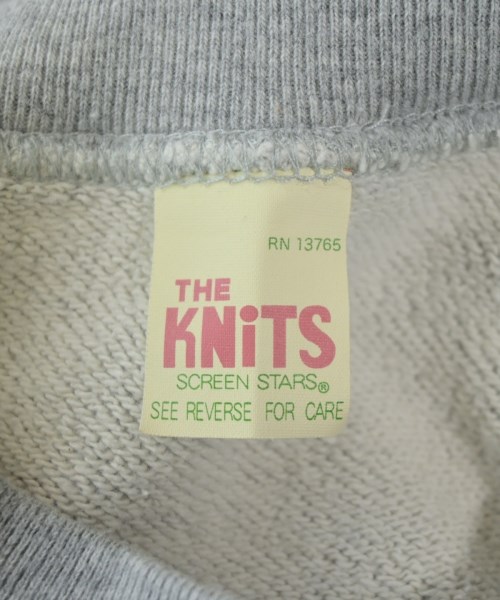 RN 13765
THE
KNiTS
SCREEN STARS®
SEE REVERSE FOR CARE